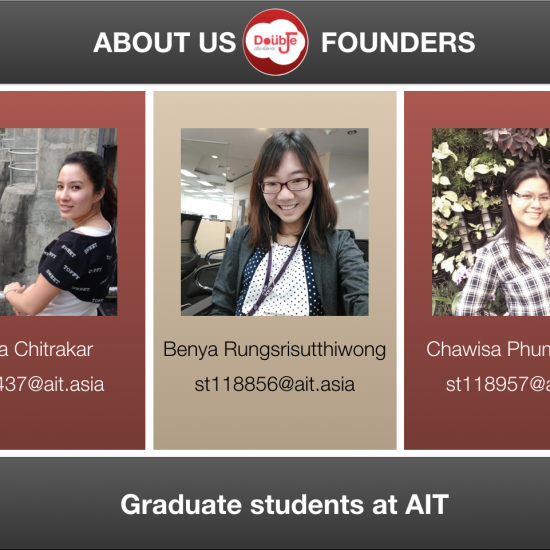 ABOUT US
DoübJe
FOUNDERS
a Chitrakar
437@ait.asia
Benya Rungsrisutthiwong
st118856@ait.asia
Chawisa Phum
st118957@a
Graduate students at AIT